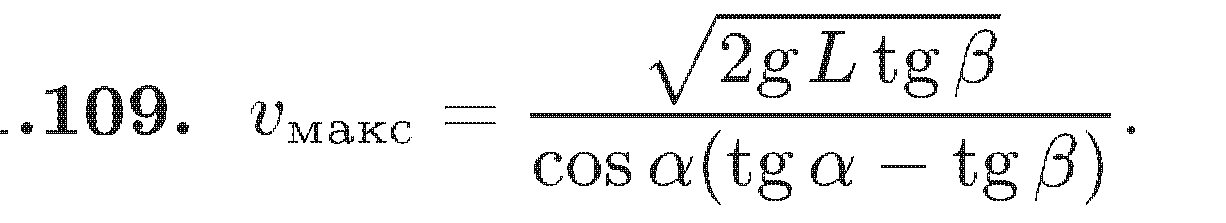 .109. v_макс = √(2g L tg β) / (cos α(tg α − tg β)).